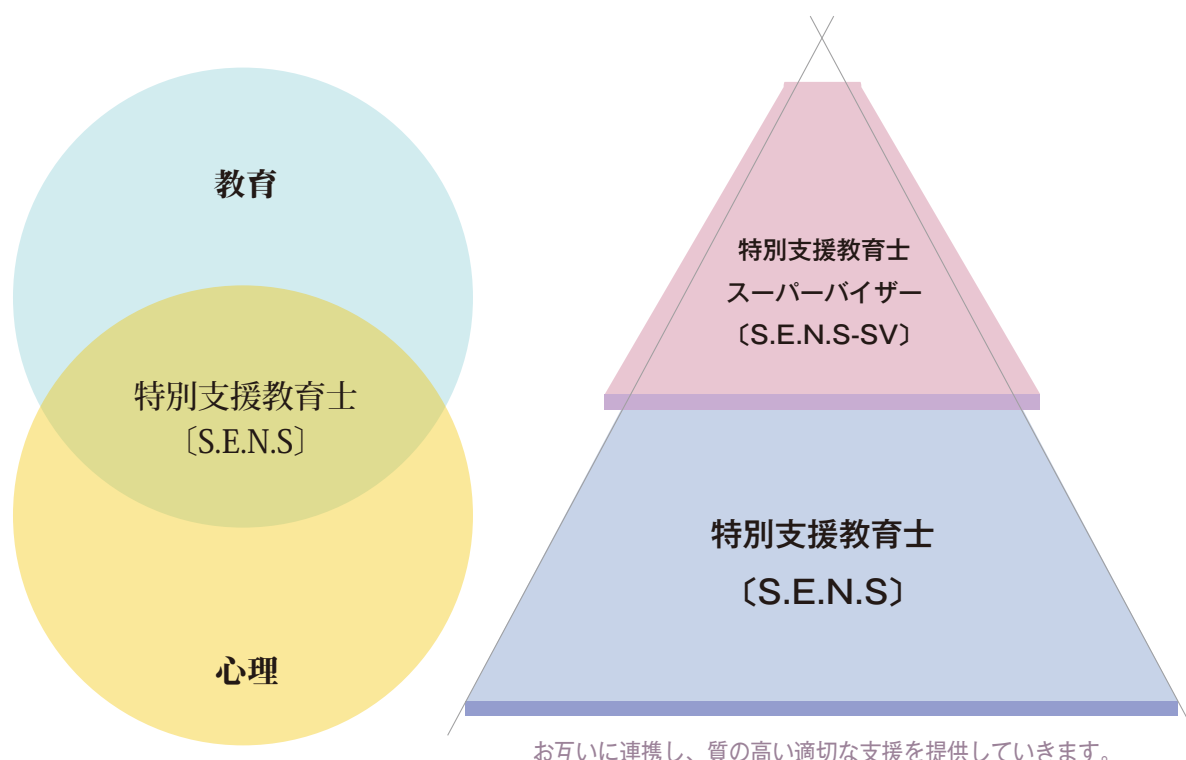 教育
特別支援教育士
〔S.E.N.S〕
心理
特別支援教育士
スーパーバイザー
〔S.E.N.S-SV〕
特別支援教育士
〔S.E.N.S〕
お互いに連携し、質の高い適切な支援を提供していきます。